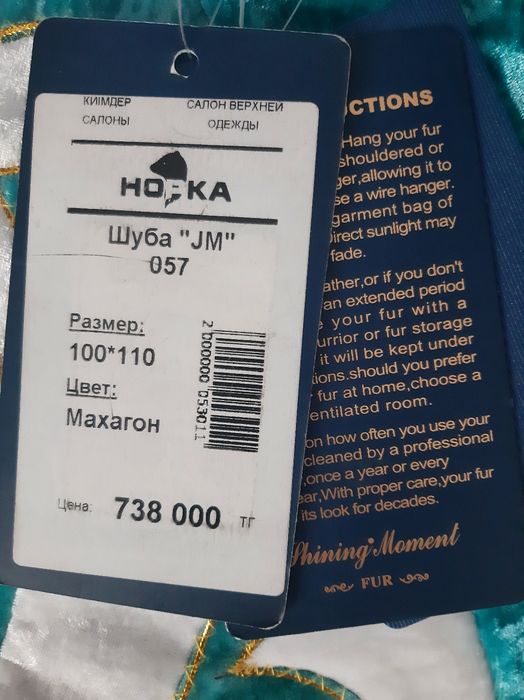 КИІМДЕР
САЛОНЫ
САЛОН ВЕРХНЕЙ
ОДЕЖДЫ
НОРКА
Шуба "JM"
057
Размер:
100*110
Цвет:
Махагон
2 000000 053011
Цена: 738 000 тг
CTIONS
Hang your fur
shouldered or
ger,allowing it to
se a wire hanger.
garment bag of
direct sunlight may
fade.
ather,or if you don't
an extended period
your fur with a
urrior or fur storage
it will be kept under
tions.should you prefer
fur at home,choose a
entilated room.
on how often you use your
cleaned by a professional
once a year or every
ear,With proper care,your fur
its look for decades.
Shining Moment
FUR